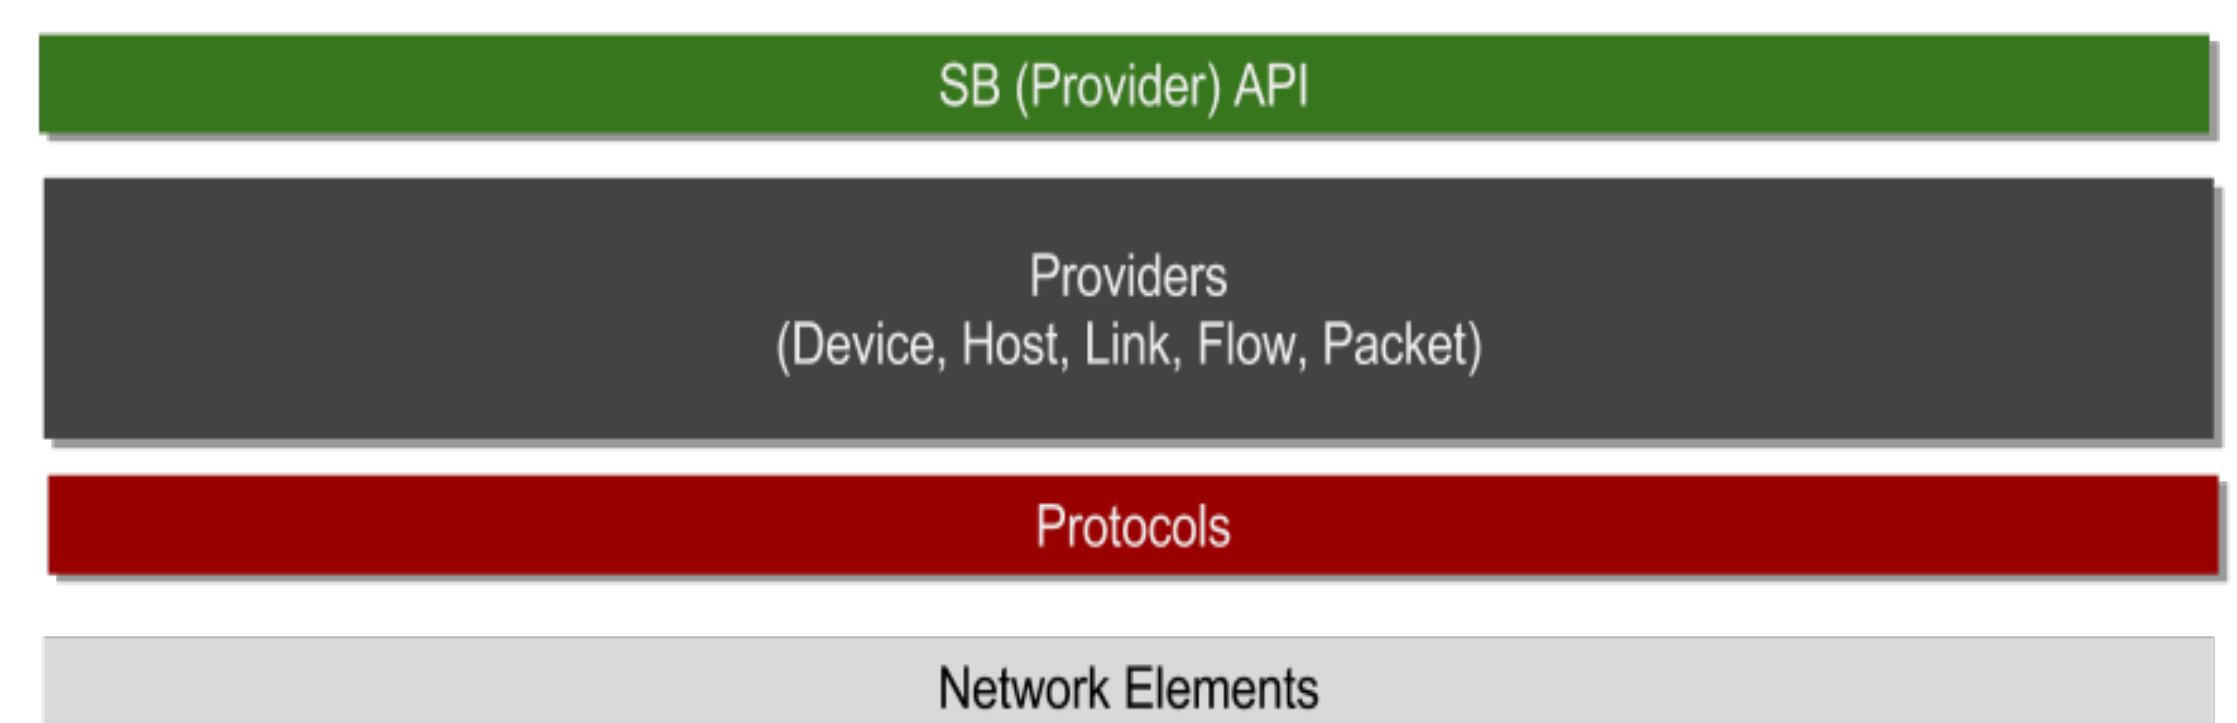 SB (Provider) API
Providers
(Device, Host, Link, Flow, Packet)
Protocols
Network Elements